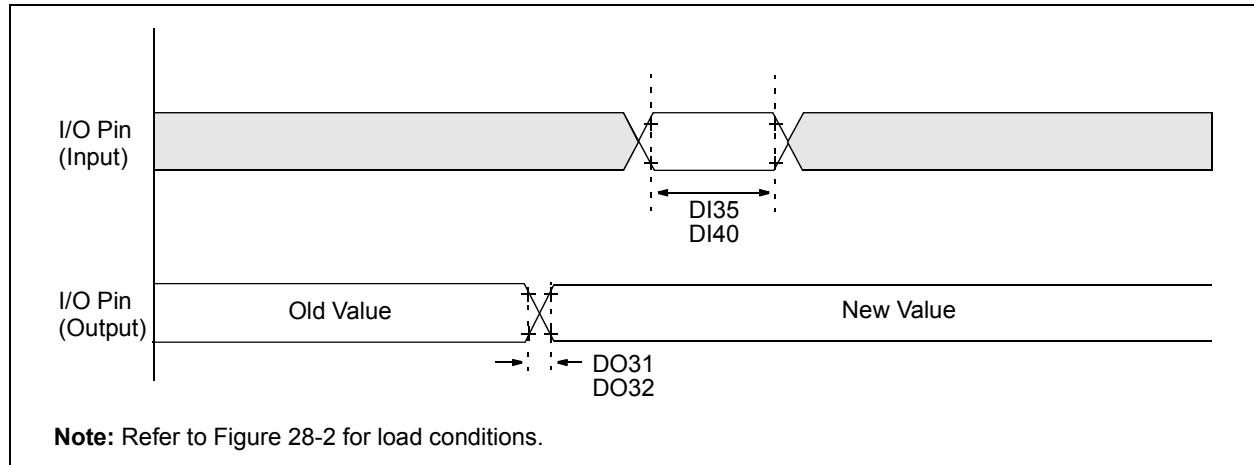 I/O Pin
(Input)
DI35
DI40
I/O Pin
(Output)
Old Value
New Value
DO31
DO32
Note: Refer to Figure 28-2 for load conditions.